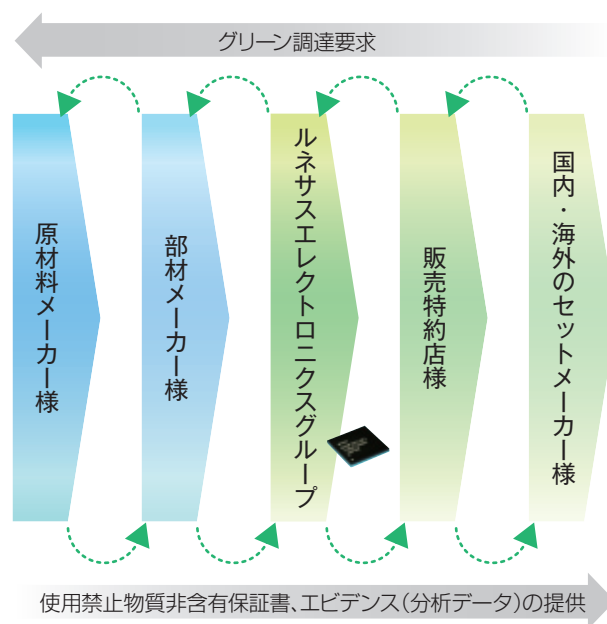 グリーン調達要求
原材料メーカー様
部材メーカー様
ルネサスエレクトロニクスグループ
販売特約店様
国内・海外のセットメーカー様
使用禁止物質非含有保証書、エビデンス(分析データ)の提供